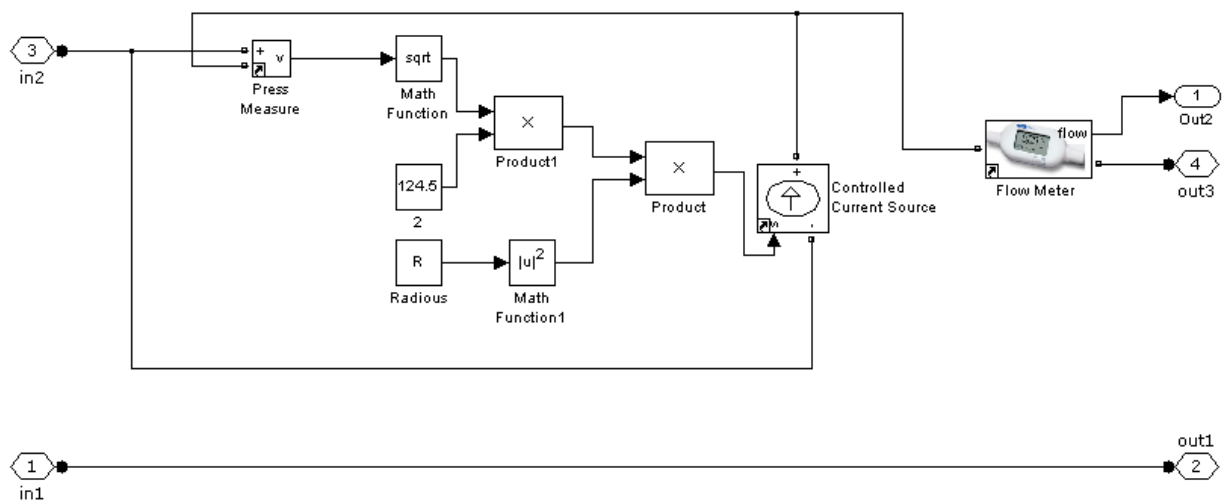 3
in2
+
v
Press
Measure
sqrt
Math
Function
×
Product1
124.5
2
R
Radious
|u|²
Math
Function1
×
Product
+
s
-
Controlled
Current Source
flow
Flow Meter
1
Out2
4
out3
1
in1
out1
2